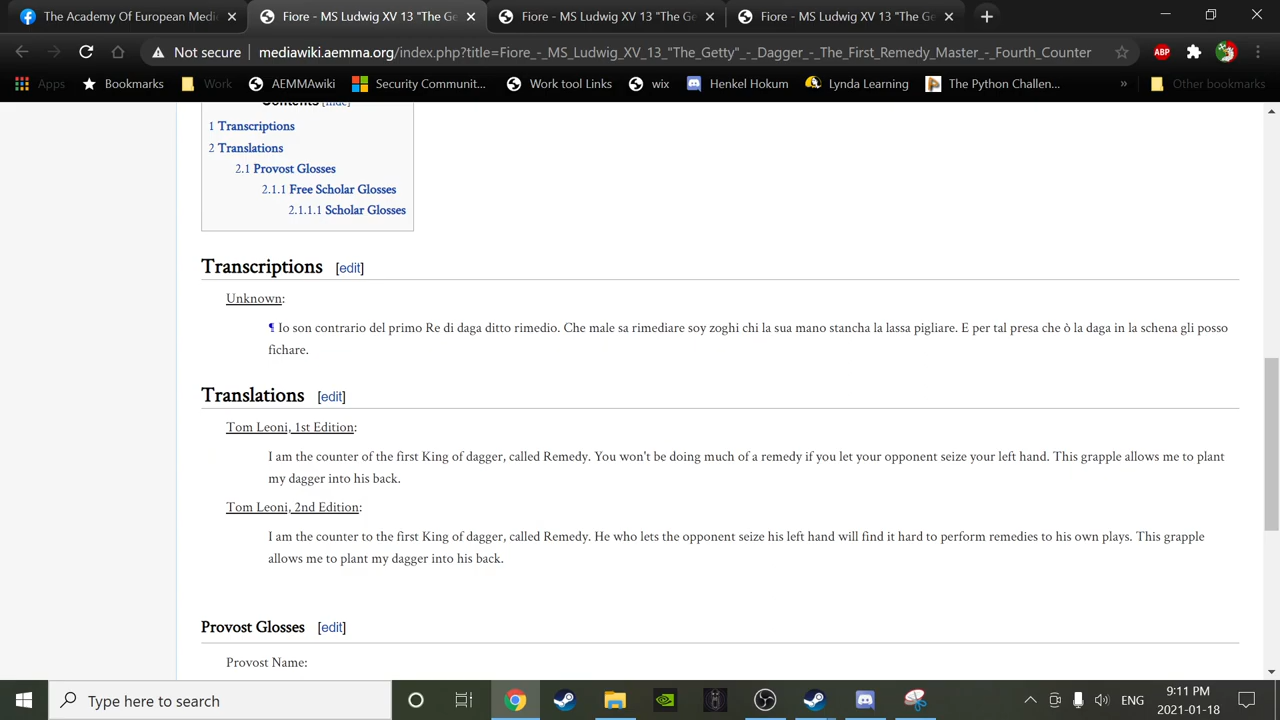 The Academy Of European Medi
Fiore - MS Ludwig XV 13 "The Ge
Fiore - MS Ludwig XV 13 "The Ge
Fiore - MS Ludwig XV 13 "The Ge
Not secure
mediawiki.aemma.org/index.php?title=Fiore_-_MS_Ludwig_XV_13_"The_Getty"_-_Dagger_-_The_First_Remedy_Master_-_Fourth_Counter
ABP
Apps
Bookmarks
Work
AEMMAwiki
Security Communit...
Work tool Links
wix
Henkel Hokum
Lynda Learning
The Python Challen...
»
Other bookmarks
Contents [hide]
1 Transcriptions
2 Translations
2.1 Provost Glosses
2.1.1 Free Scholar Glosses
2.1.1.1 Scholar Glosses
Transcriptions [edit]
Unknown:
¶ Io son contrario del primo Re di daga ditto rimedio. Che male sa rimediare soy zoghi chi la sua mano stancha la lassa pigliare. E per tal presa che ò la daga in la schena gli posso
fichare.
Translations [edit]
Tom Leoni, 1st Edition:
I am the counter of the first King of dagger, called Remedy. You won't be doing much of a remedy if you let your opponent seize your left hand. This grapple allows me to plant
my dagger into his back.
Tom Leoni, 2nd Edition:
I am the counter to the first King of dagger, called Remedy. He who lets the opponent seize his left hand will find it hard to perform remedies to his own plays. This grapple
allows me to plant my dagger into his back.
Provost Glosses [edit]
Provost Name:
Type here to search
ENG
9:11 PM
2021-01-18